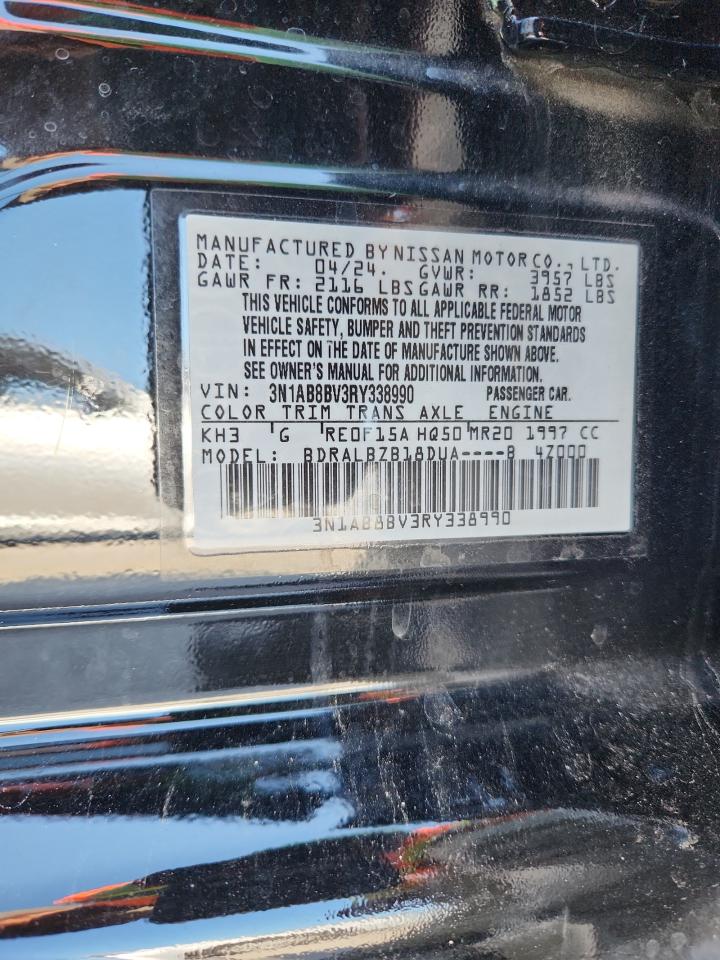 MANUFACTURED BY NISSAN MOTOR CO., LTD.
DATE: 04/24. GVWR: 3957 LBS
GAWR FR: 2116 LBS GAWR RR: 1852 LBS
THIS VEHICLE CONFORMS TO ALL APPLICABLE FEDERAL MOTOR
VEHICLE SAFETY, BUMPER AND THEFT PREVENTION STANDARDS
IN EFFECT ON THE DATE OF MANUFACTURE SHOWN ABOVE.
SEE OWNER'S MANUAL FOR ADDITIONAL INFORMATION.
VIN: 3N1AB8BV3RY338990 PASSENGER CAR.
COLOR TRIM TRANS AXLE ENGINE
KH3 G RE0F15A HQ50 MR20 1997 CC
MODEL: BDRALBZB18DUA----B 4Z000
3N1AB8BV3RY338990